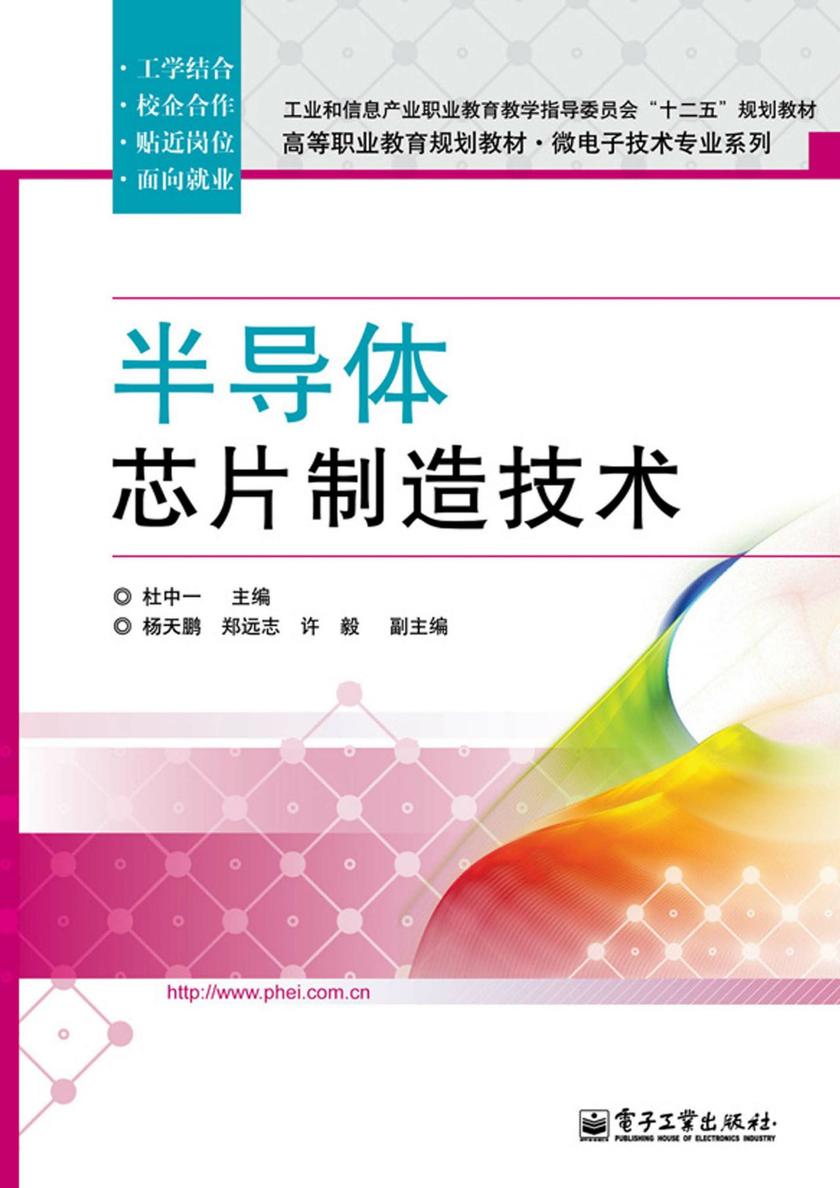 · 工学结合
· 校企合作
· 贴近岗位
· 面向就业
工业和信息产业职业教育教学指导委员会“十二五”规划教材
高等职业教育规划教材·微电子技术专业系列
半导体
芯片制造技术
◎ 杜中一 主编
◎ 杨天鹏 郑远志 许 毅 副主编
http://www.phei.com.cn
電子工業出版社·
PUBLISHING HOUSE OF ELECTRONICS INDUSTRY